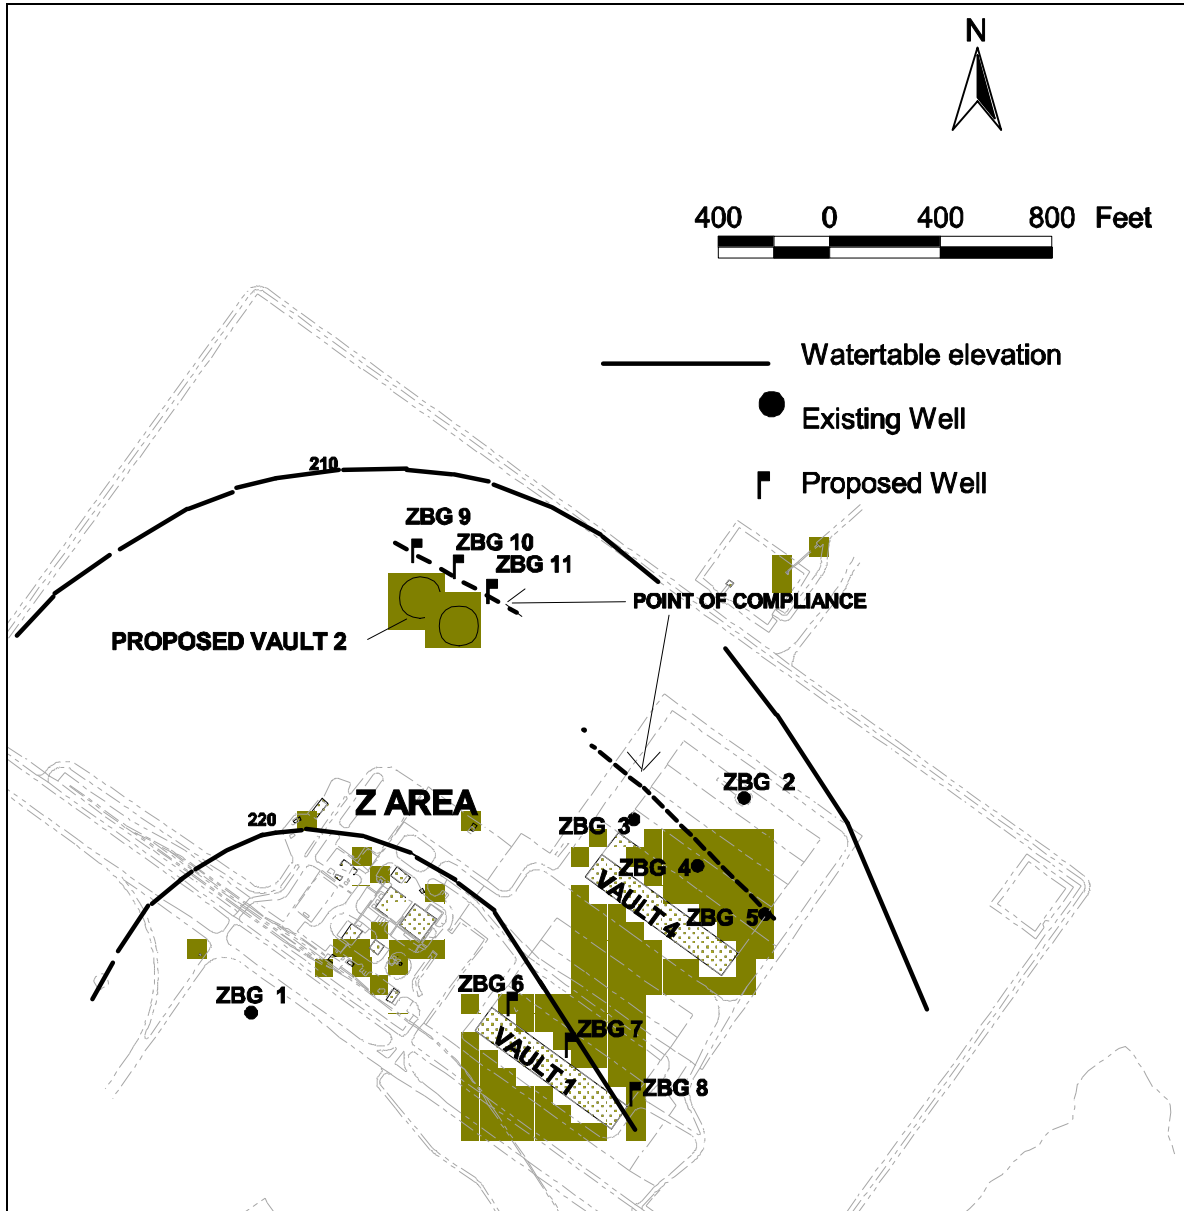 N
400 0 400 800 Feet
Watertable elevation
Existing Well
Proposed Well
210
ZBG 9
ZBG 10
ZBG 11
POINT OF COMPLIANCE
PROPOSED VAULT 2
ZBG 2
Z AREA
220
ZBG 3
ZBG 4
VAULT 4
ZBG 5
ZBG 6
ZBG 1
ZBG 7
VAULT 1
ZBG 8